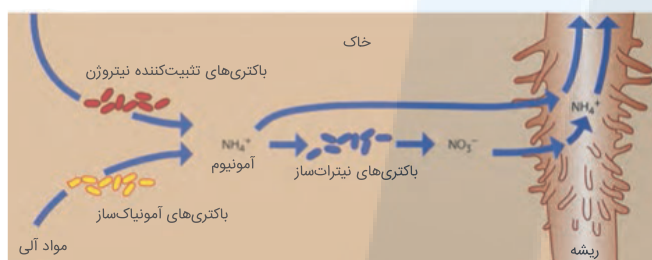 خاک
باکتری‌های تثبیت‌کننده نیتروژن
NH₄⁺
NH₄⁺
آمونیوم
باکتری‌های نیترات‌ساز
NO₃⁻
باکتری‌های آمونیاک‌ساز
مواد آلی
ریشه